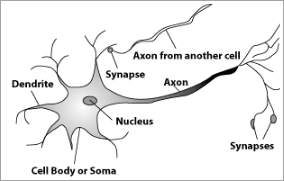 Axon from another cell
Synapse
Dendrite
Axon
Nucleus
Synapses
Cell Body or Soma